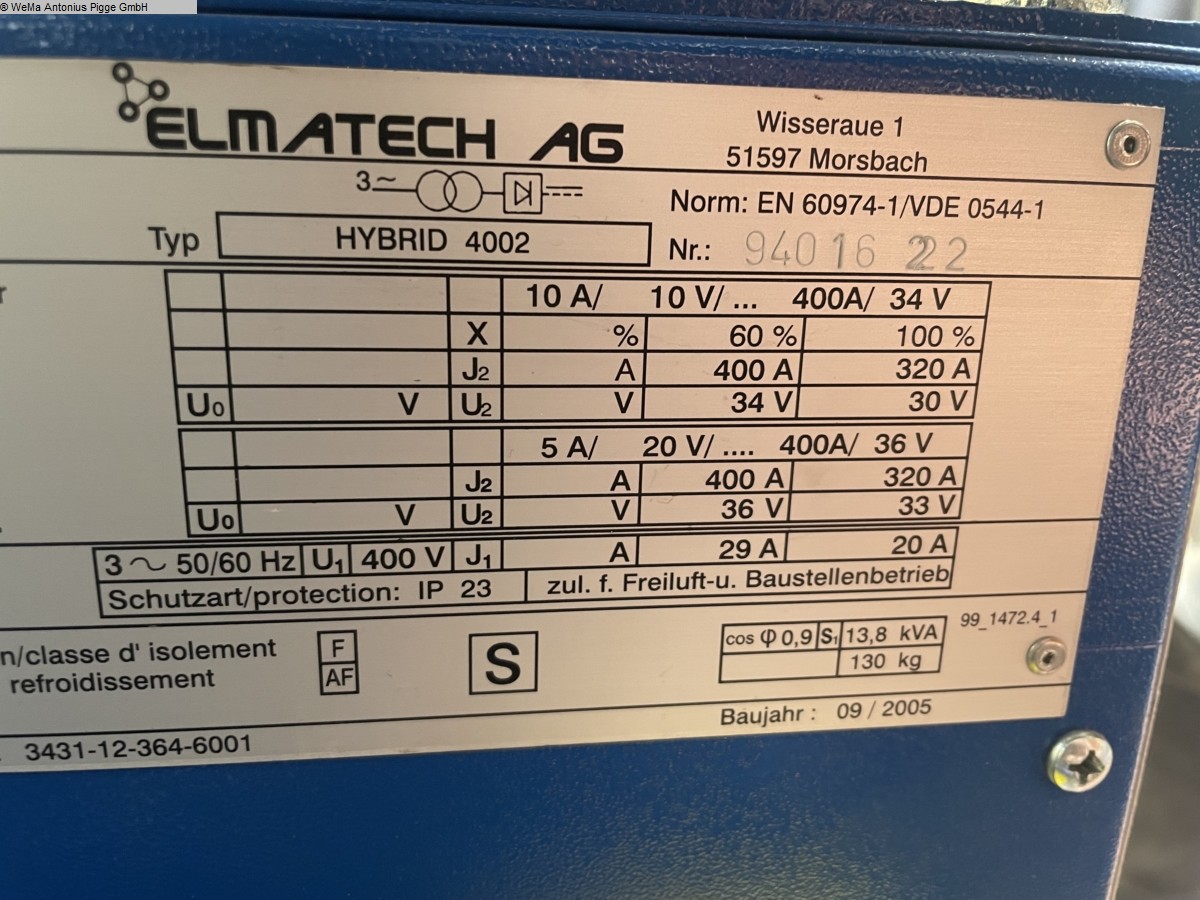 © WeMa Antonius Pigge GmbH
ELMATECH AG
Wisseraue 1
51597 Morsbach
3~
Norm: EN 60974-1/VDE 0544-1
Typ HYBRID 4002 Nr.: 94016 22
10 A/ 10 V/ ... 400A/ 34 V
X % 60 % 100 %
J2 A 400 A 320 A
U0 V U2 V 34 V 30 V
5 A/ 20 V/ .... 400A/ 36 V
J2 A 400 A 320 A
U0 V U2 V 36 V 33 V
3 ~ 50/60 Hz U1 400 V J1 A 29 A 20 A
Schutzart/protection: IP 23 zul. f. Freiluft-u. Baustellenbetrieb
99_1472.4_1
n/classe d' isolement F S cos φ 0,9 S1 13,8 kVA
refroidissement AF 130 kg
Baujahr : 09 / 2005
3431-12-364-6001